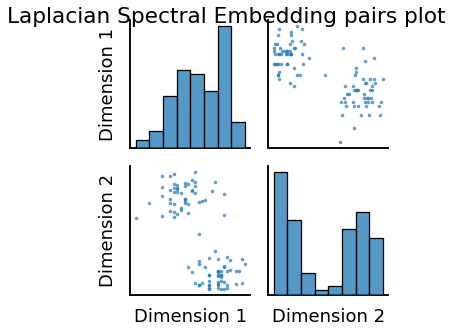 Laplacian Spectral Embedding pairs plot
Dimension 1
Dimension 2
Dimension 1
Dimension 2